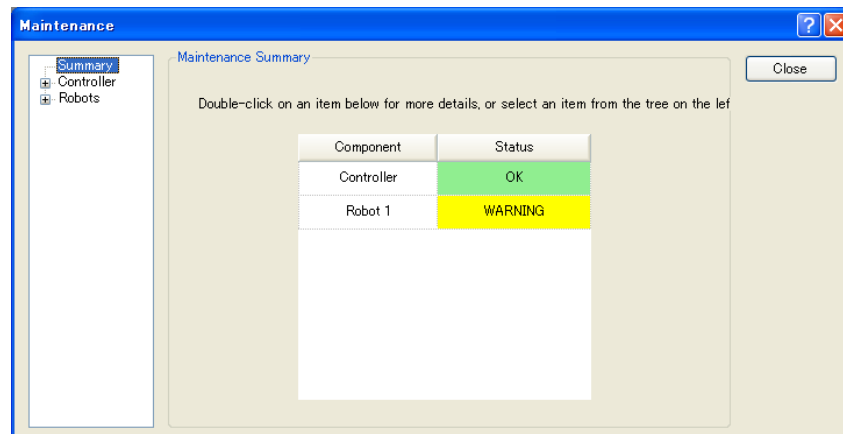 Maintenance
Summary
Controller
Robots
Maintenance Summary
Close
Double-click on an item below for more details, or select an item from the tree on the lef
Component Status
Controller OK
Robot 1 WARNING